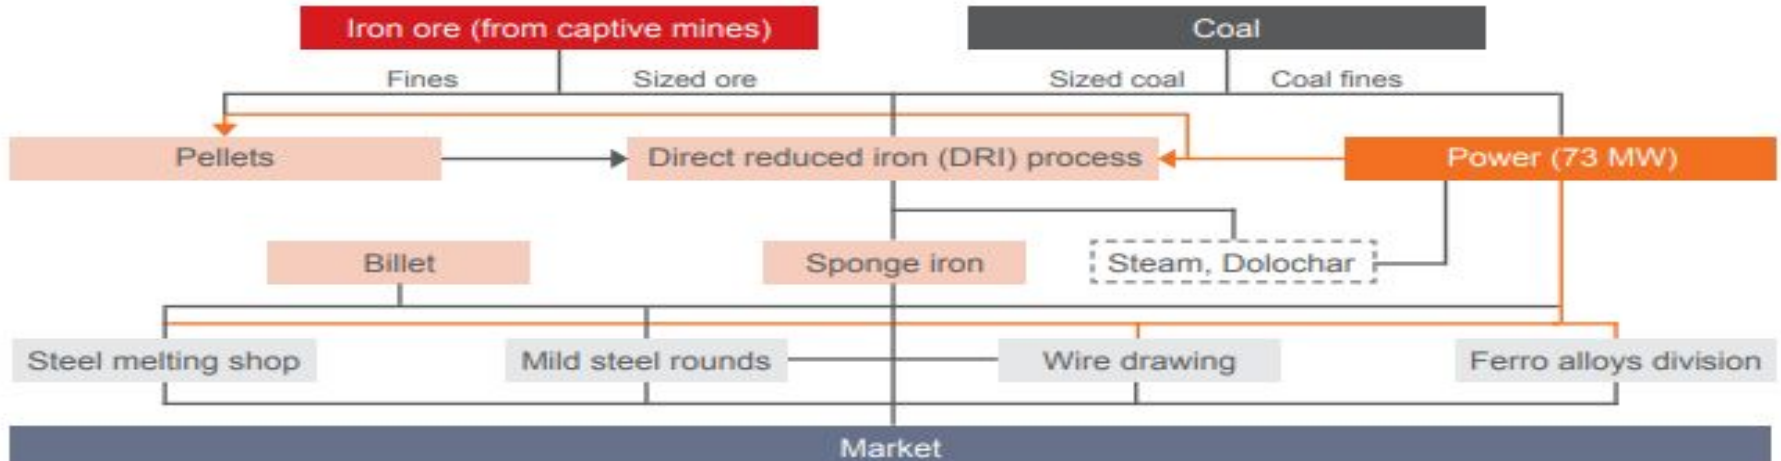 Iron ore (from captive mines)
Coal
Fines
Sized ore
Sized coal
Coal fines
Pellets
Direct reduced iron (DRI) process
Power (73 MW)
Billet
Sponge iron
Steam, Dolochar
Steel melting shop
Mild steel rounds
Wire drawing
Ferro alloys division
Market